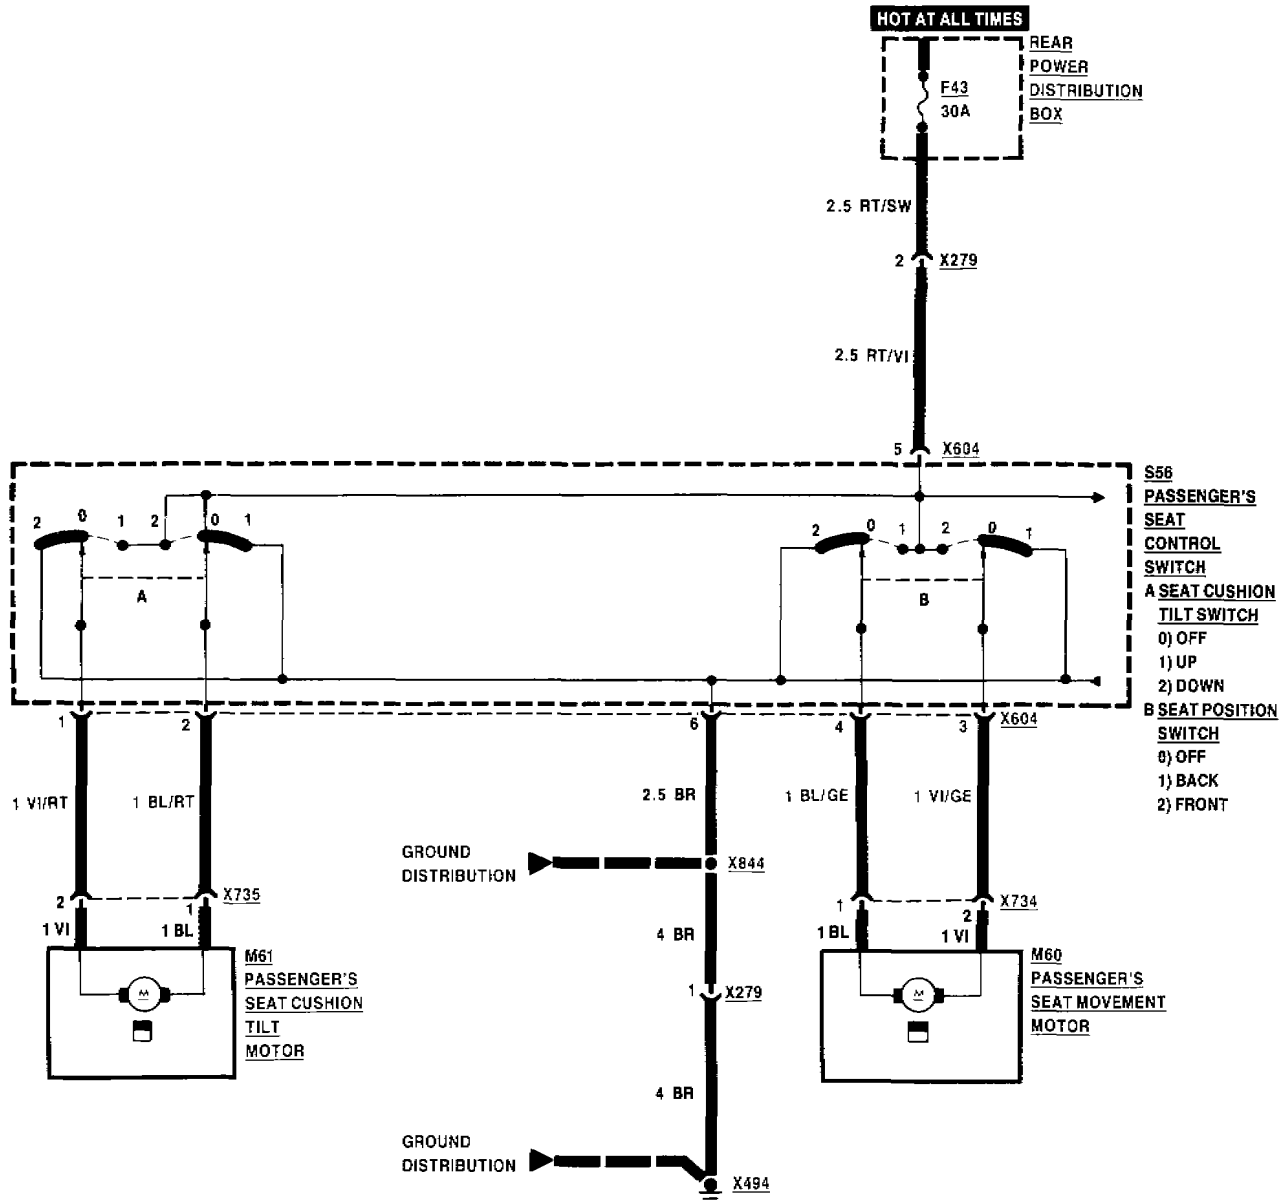 HOT AT ALL TIMES
REAR
POWER
DISTRIBUTION
BOX
F43
30A
2.5 RT/SW
2 X279
2.5 RT/VI
5 X604
S56
PASSENGER'S
SEAT
CONTROL
SWITCH
A SEAT CUSHION
TILT SWITCH
0) OFF
1) UP
2) DOWN
B SEAT POSITION
SWITCH
0) OFF
1) BACK
2) FRONT
2 0 1 2 0 1
A
2 0 1 2 0 1
B
1 2 6 4 3 X604
1 VI/RT
1 BL/RT
2.5 BR
1 BL/GE
1 VI/GE
GROUND
DISTRIBUTION
X844
2 1 X735
1 VI 1 BL
1 2 X734
1 BL 1 VI
4 BR
M61
PASSENGER'S
SEAT CUSHION
TILT
MOTOR
M
1 X279
M60
PASSENGER'S
SEAT MOVEMENT
MOTOR
M
4 BR
GROUND
DISTRIBUTION
X494